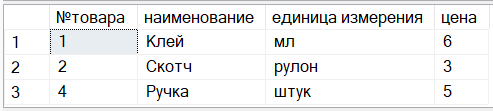 №товара наименование единица измерения цена
1 1 Клей мл 6
2 2 Скотч рулон 3
3 4 Ручка штук 5